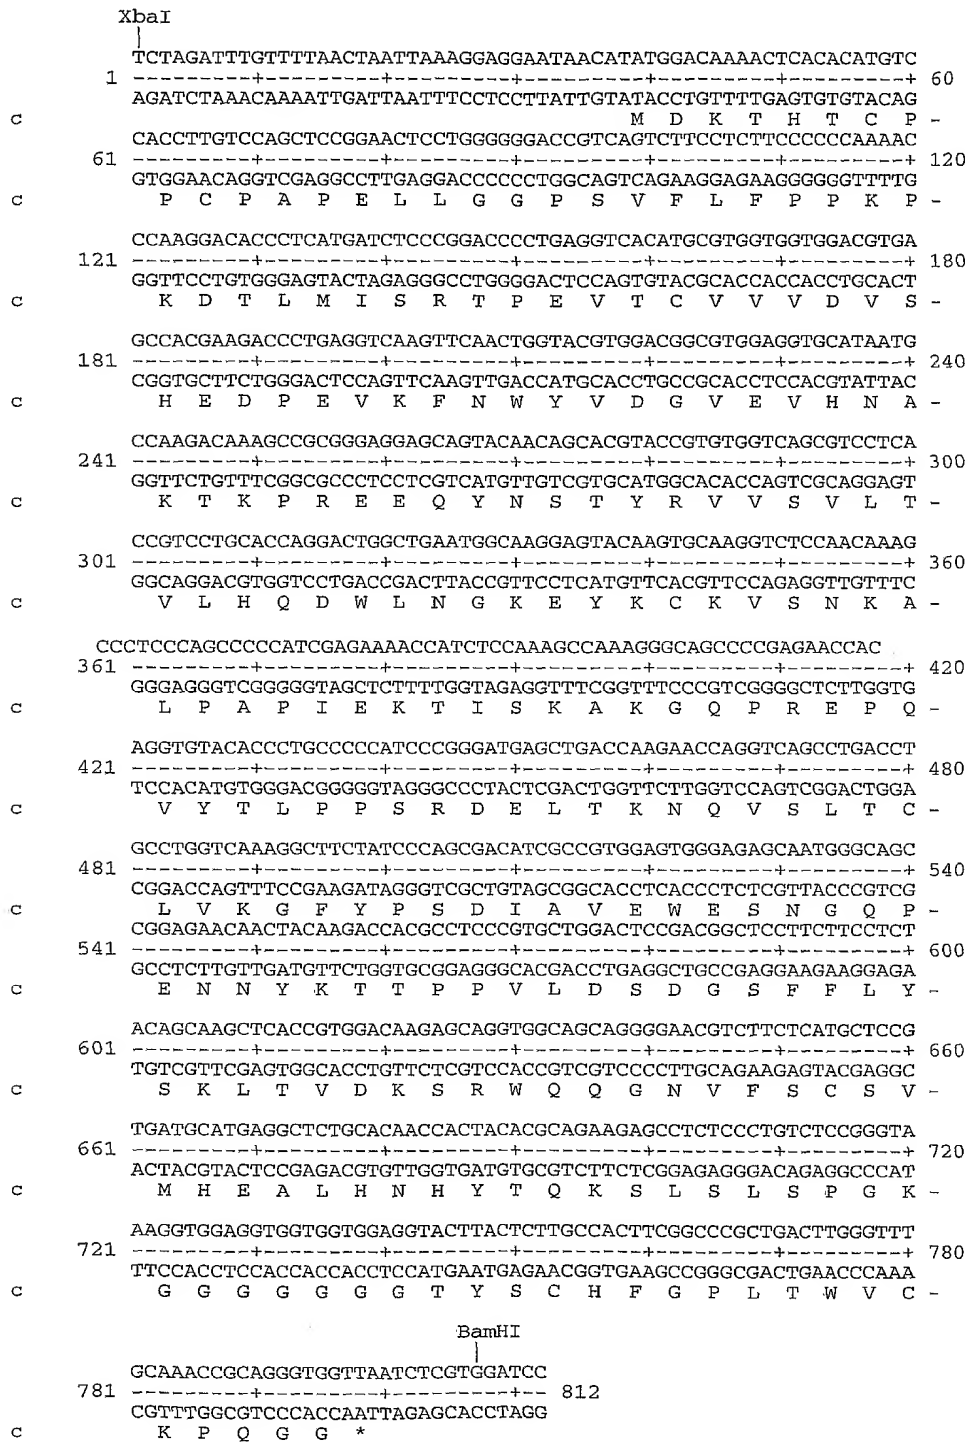 XbaI
TCTAGATTTGTTTTAACTAATTAAAGGAGGAATAACATATGGACAAAACTCACACATGTC
1 ---------+---------+---------+---------+---------+---------+ 60
AGATCTAAACAAAATTGATTAATTTCCTCCTTATTGTATACCTGTTTTGAGTGTGTACAG
c M D K T H T C P -
CACCTTGTCCAGCTCCGGAACTCCTGGGGGGACCGTCAGTCTTCCTCTTCCCCCCAAAAC
61 ---------+---------+---------+---------+---------+---------+ 120
GTGGAACAGGTCGAGGCCTTGAGGACCCCCCTGGCAGTCAGAAGGAGAAGGGGGGTTTTG
c P C P A P E L L G G P S V F L F P P K P -
CCAAGGACACCCTCATGATCTCCCGGACCCCTGAGGTCACATGCGTGGTGGTGGACGTGA
121 ---------+---------+---------+---------+---------+---------+ 180
GGTTCCTGTGGGAGTACTAGAGGGCCTGGGGACTCCAGTGTACGCACCACCACCTGCACT
c K D T L M I S R T P E V T C V V V D V S -
GCCACGAAGACCCTGAGGTCAAGTTCAACTGGTACGTGGACGGCGTGGAGGTGCATAATG
181 ---------+---------+---------+---------+---------+---------+ 240
CGGTGCTTCTGGGACTCCAGTTCAAGTTGACCATGCACCTGCCGCACCTCCACGTATTAC
c H E D P E V K F N W Y V D G V E V H N A -
CCAAGACAAAGCCGCGGGAGGAGCAGTACAACAGCACGTACCGTGTGGTCAGCGTCCTCA
241 ---------+---------+---------+---------+---------+---------+ 300
GGTTCTGTTTCGGCGCCCTCCTCGTCATGTTGTCGTGCATGGCACACCAGTCGCAGGAGT
c K T K P R E E Q Y N S T Y R V V S V L T -
CCGTCCTGCACCAGGACTGGCTGAATGGCAAGGAGTACAAGTGCAAGGTCTCCAACAAAG
301 ---------+---------+---------+---------+---------+---------+ 360
GGCAGGACGTGGTCCTGACCGACTTACCGTTCCTCATGTTCACGTTCCAGAGGTTGTTTC
c V L H Q D W L N G K E Y K C K V S N K A -
CCCTCCCAGCCCCCATCGAGAAAACCATCTCCAAAGCCAAAGGGCAGCCCCGAGAACCAC
361 ---------+---------+---------+---------+---------+---------+ 420
GGGAGGGTCGGGGGTAGCTCTTTTGGTAGAGGTTTCGGTTTCCCGTCGGGGCTCTTGGTG
c L P A P I E K T I S K A K G Q P R E P Q -
AGGTGTACACCCTGCCCCCATCCCGGGATGAGCTGACCAAGAACCAGGTCAGCCTGACCT
421 ---------+---------+---------+---------+---------+---------+ 480
TCCACATGTGGGACGGGGGTAGGGCCCTACTCGACTGGTTCTTGGTCCAGTCGGACTGGA
c V Y T L P P S R D E L T K N Q V S L T C -
GCCTGGTCAAAGGCTTCTATCCCAGCGACATCGCCGTGGAGTGGGAGAGCAATGGGCAGC
481 ---------+---------+---------+---------+---------+---------+ 540
CGGACCAGTTTCCGAAGATAGGGTCGCTGTAGCGGCACCTCACCCTCTCGTTACCCGTCG
c L V K G F Y P S D I A V E W E S N G Q P -
CGGAGAACAACTACAAGACCACGCCTCCCGTGCTGGACTCCGACGGCTCCTTCTTCCTCT
541 ---------+---------+---------+---------+---------+---------+ 600
GCCTCTTGTTGATGTTCTGGTGCGGAGGGCACGACCTGAGGCTGCCGAGGAAGAAGGAGA
c E N N Y K T T P P V L D S D G S F F L Y -
ACAGCAAGCTCACCGTGGACAAGAGCAGGTGGCAGCAGGGGAACGTCTTCTCATGCTCCG
601 ---------+---------+---------+---------+---------+---------+ 660
TGTCGTTCGAGTGGCACCTGTTCTCGTCCACCGTCGTCCCCTTGCAGAAGAGTACGAGGC
c S K L T V D K S R W Q Q G N V F S C S V -
TGATGCATGAGGCTCTGCACAACCACTACACGCAGAAGAGCCTCTCCCTGTCTCCGGGTA
661 ---------+---------+---------+---------+---------+---------+ 720
ACTACGTACTCCGAGACGTGTTGGTGATGTGCGTCTTCTCGGAGAGGGACAGAGGCCCAT
c M H E A L H N H Y T Q K S L S L S P G K -
AAGGTGGAGGTGGTGGTGGAGGTACTTACTCTTGCCACTTCGGCCCGCTGACTTGGGTTT
721 ---------+---------+---------+---------+---------+---------+ 780
TTCCACCTCCACCACCACCTCCATGAATGAGAACGGTGAAGCCGGGCGACTGAACCCAAA
c G G G G G G G T Y S C H F G P L T W V C -
BamHI
GCAAACCGCAGGGTGGTTAATCTCGTGGATCC
781 ---------+---------+---------+-- 812
CGTTTGGCGTCCCACCAATTAGAGCACCTAGG
c K P Q G G *